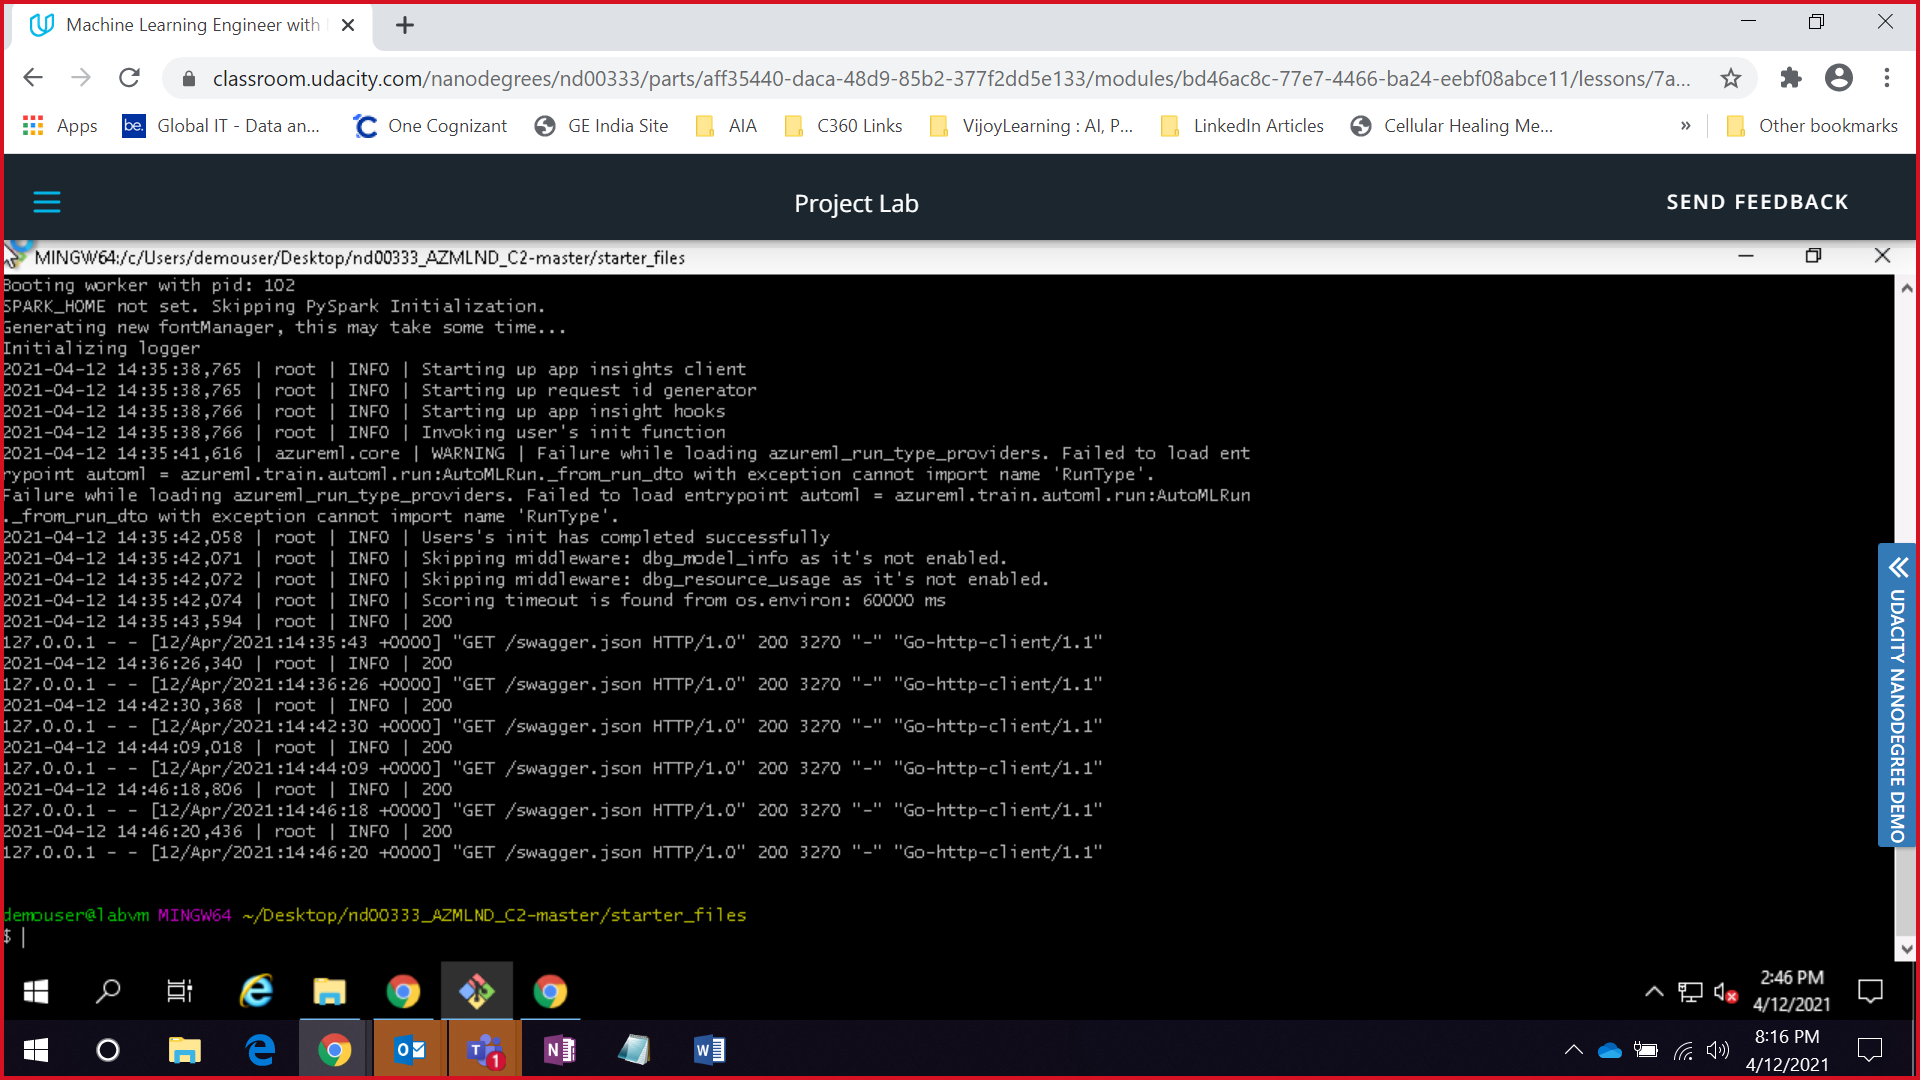 Machine Learning Engineer with
classroom.udacity.com/nanodegrees/nd00333/parts/aff35440-daca-48d9-85b2-377f2dd5e133/modules/bd46ac8c-77e7-4466-ba24-eebf08abce11/lessons/7a...
Apps
be.
Global IT - Data an...
One Cognizant
GE India Site
AIA
C360 Links
VijoyLearning : AI, P...
LinkedIn Articles
Cellular Healing Me...
»
Other bookmarks
Project Lab
SEND FEEDBACK
MINGW64:/c/Users/demouser/Desktop/nd00333_AZMLND_C2-master/starter_files
Booting worker with pid: 102
SPARK_HOME not set. Skipping PySpark Initialization.
Generating new fontManager, this may take some time...
Initializing logger
2021-04-12 14:35:38,765 | root | INFO | Starting up app insights client
2021-04-12 14:35:38,765 | root | INFO | Starting up request id generator
2021-04-12 14:35:38,766 | root | INFO | Starting up app insight hooks
2021-04-12 14:35:38,766 | root | INFO | Invoking user's init function
2021-04-12 14:35:41,616 | azureml.core | WARNING | Failure while loading azureml_run_type_providers. Failed to load ent
rypoint automl = azureml.train.automl.run:AutoMLRun._from_run_dto with exception cannot import name 'RunType'.
Failure while loading azureml_run_type_providers. Failed to load entrypoint automl = azureml.train.automl.run:AutoMLRun
._from_run_dto with exception cannot import name 'RunType'.
2021-04-12 14:35:42,058 | root | INFO | Users's init has completed successfully
2021-04-12 14:35:42,071 | root | INFO | Skipping middleware: dbg_model_info as it's not enabled.
2021-04-12 14:35:42,072 | root | INFO | Skipping middleware: dbg_resource_usage as it's not enabled.
2021-04-12 14:35:42,074 | root | INFO | Scoring timeout is found from os.environ: 60000 ms
2021-04-12 14:35:43,594 | root | INFO | 200
127.0.0.1 - - [12/Apr/2021:14:35:43 +0000] "GET /swagger.json HTTP/1.0" 200 3270 "-" "Go-http-client/1.1"
2021-04-12 14:36:26,340 | root | INFO | 200
127.0.0.1 - - [12/Apr/2021:14:36:26 +0000] "GET /swagger.json HTTP/1.0" 200 3270 "-" "Go-http-client/1.1"
2021-04-12 14:42:30,368 | root | INFO | 200
127.0.0.1 - - [12/Apr/2021:14:42:30 +0000] "GET /swagger.json HTTP/1.0" 200 3270 "-" "Go-http-client/1.1"
2021-04-12 14:44:09,018 | root | INFO | 200
127.0.0.1 - - [12/Apr/2021:14:44:09 +0000] "GET /swagger.json HTTP/1.0" 200 3270 "-" "Go-http-client/1.1"
2021-04-12 14:46:18,806 | root | INFO | 200
127.0.0.1 - - [12/Apr/2021:14:46:18 +0000] "GET /swagger.json HTTP/1.0" 200 3270 "-" "Go-http-client/1.1"
2021-04-12 14:46:20,436 | root | INFO | 200
127.0.0.1 - - [12/Apr/2021:14:46:20 +0000] "GET /swagger.json HTTP/1.0" 200 3270 "-" "Go-http-client/1.1"
demouser@labvm MINGW64 ~/Desktop/nd00333_AZMLND_C2-master/starter_files
$
UDACITY NANODEGREE DEMO
2:46 PM
4/12/2021
8:16 PM
4/12/2021
1